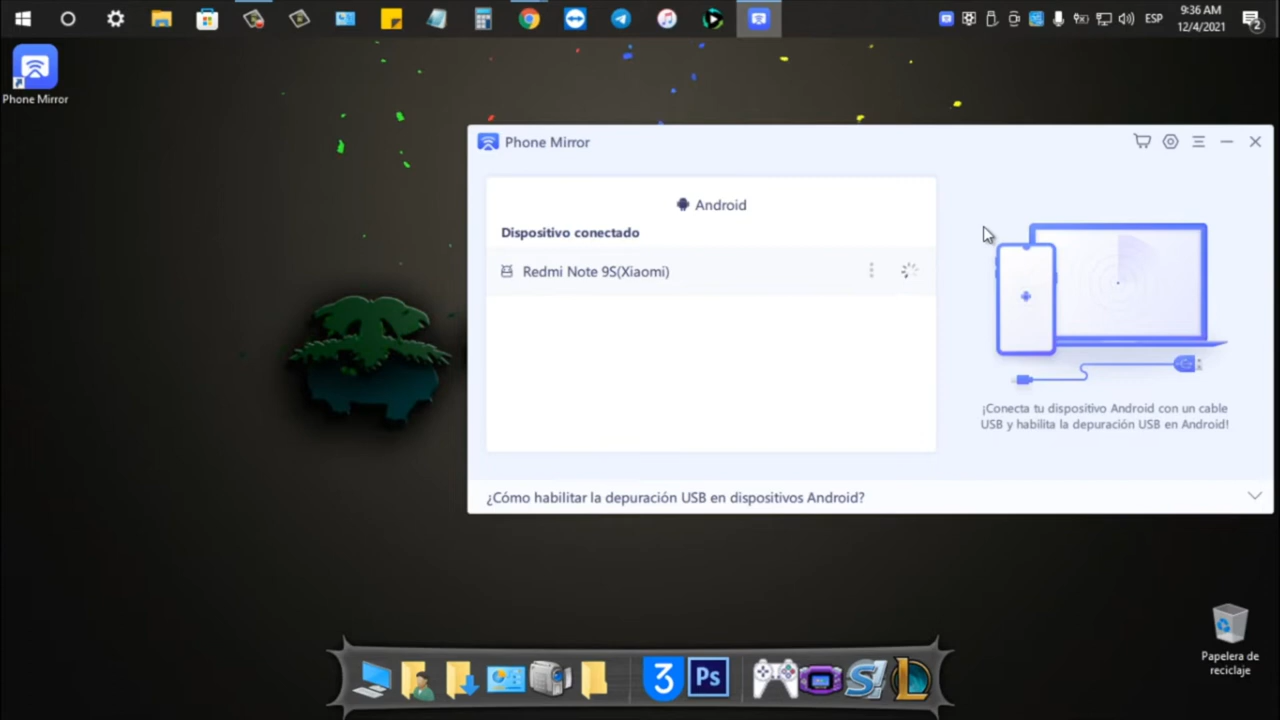 ESP
9:36 AM
12/4/2021
2
Phone Mirror
Phone Mirror
Android
Dispositivo conectado
Redmi Note 9S(Xiaomi)
¡Conecta tu dispositivo Android con un cable
USB y habilita la depuración USB en Android!
¿Cómo habilitar la depuración USB en dispositivos Android?
Papelera de
reciclaje
3
Ps